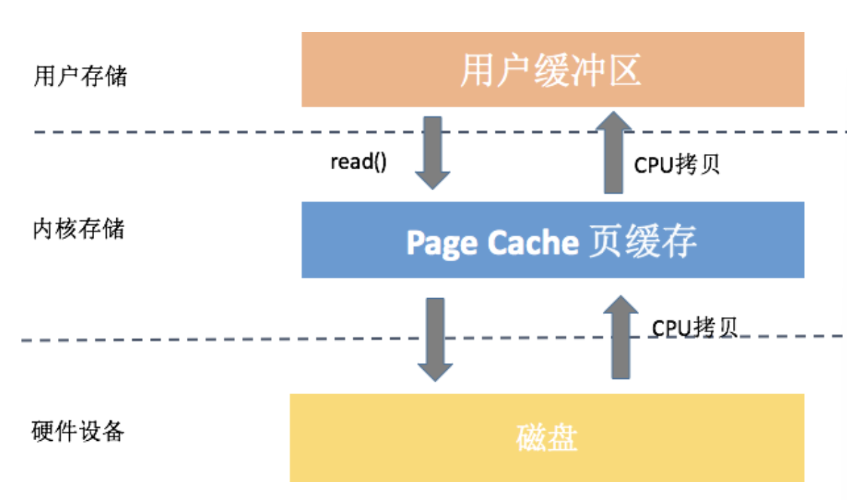 用户存储
用户缓冲区
read()
CPU拷贝
内核存储
Page Cache 页缓存
CPU拷贝
硬件设备
磁盘